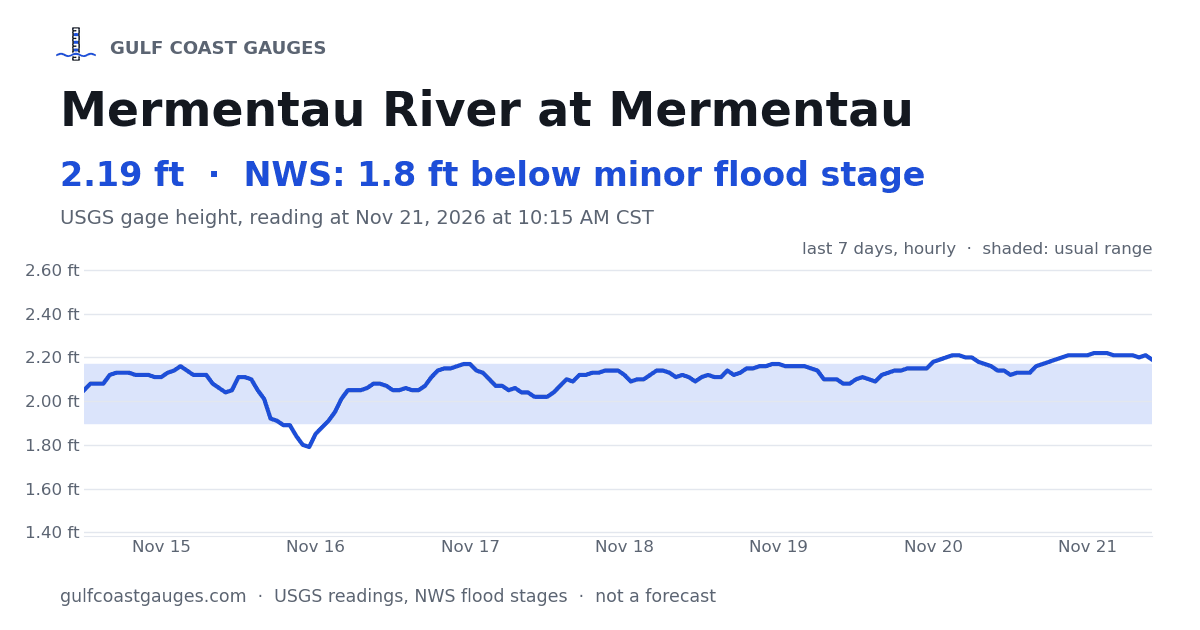 GULF COAST GAUGES
Mermentau River at Mermentau
2.19 ft · NWS: 1.8 ft below minor flood stage
USGS gage height, reading at Nov 21, 2026 at 10:15 AM CST
last 7 days, hourly · shaded: usual range
2.60 ft
2.40 ft
2.20 ft
2.00 ft
1.80 ft
1.60 ft
1.40 ft
Nov 15 Nov 16 Nov 17 Nov 18 Nov 19 Nov 20 Nov 21
gulfcoastgauges.com · USGS readings, NWS flood stages · not a forecast